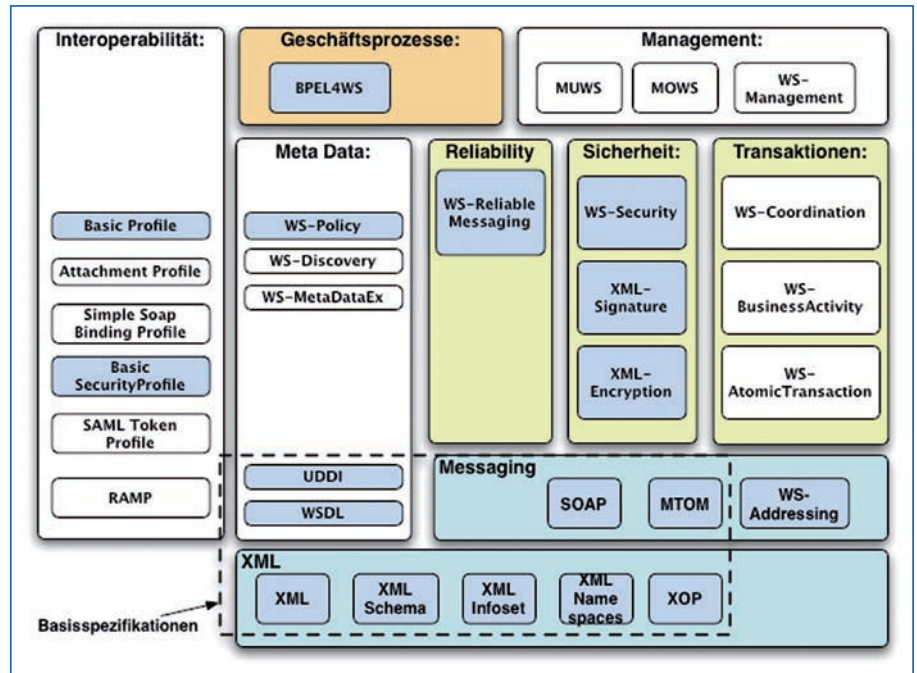 Interoperabilität:
Basic Profile
Attachment Profile
Simple Soap
Binding Profile
Basic
SecurityProfile
SAML Token
Profile
RAMP
Geschäftsprozesse:
BPEL4WS
Management:
MUWS
MOWS
WS-
Management
Meta Data:
WS-Policy
WS-Discovery
WS-MetaDataEx
UDDI
WSDL
Reliability
WS-Reliable
Messaging
Sicherheit:
WS-Security
XML-
Signature
XML-
Encryption
Transaktionen:
WS-Coordination
WS-
BusinessActivity
WS-
AtomicTransaction
Messaging
SOAP
MTOM
WS-
Addressing
XML
XML
XML
Schema
XML
Infoset
XML
Name
spaces
XOP
Basisspezifikationen